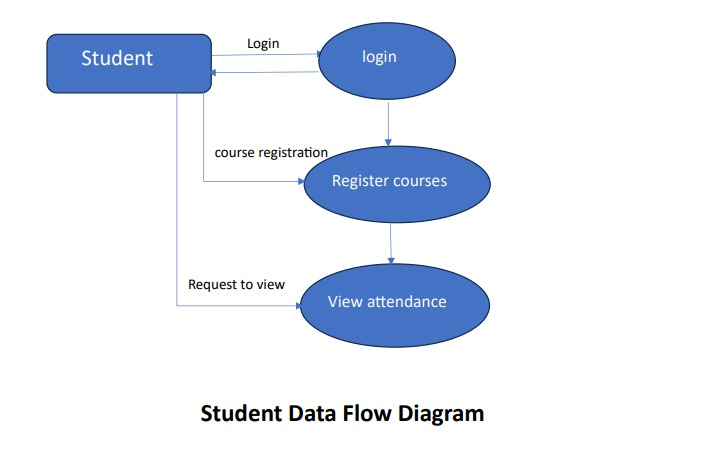 Student
Login
login
course registration
Register courses
Request to view
View attendance
Student Data Flow Diagram